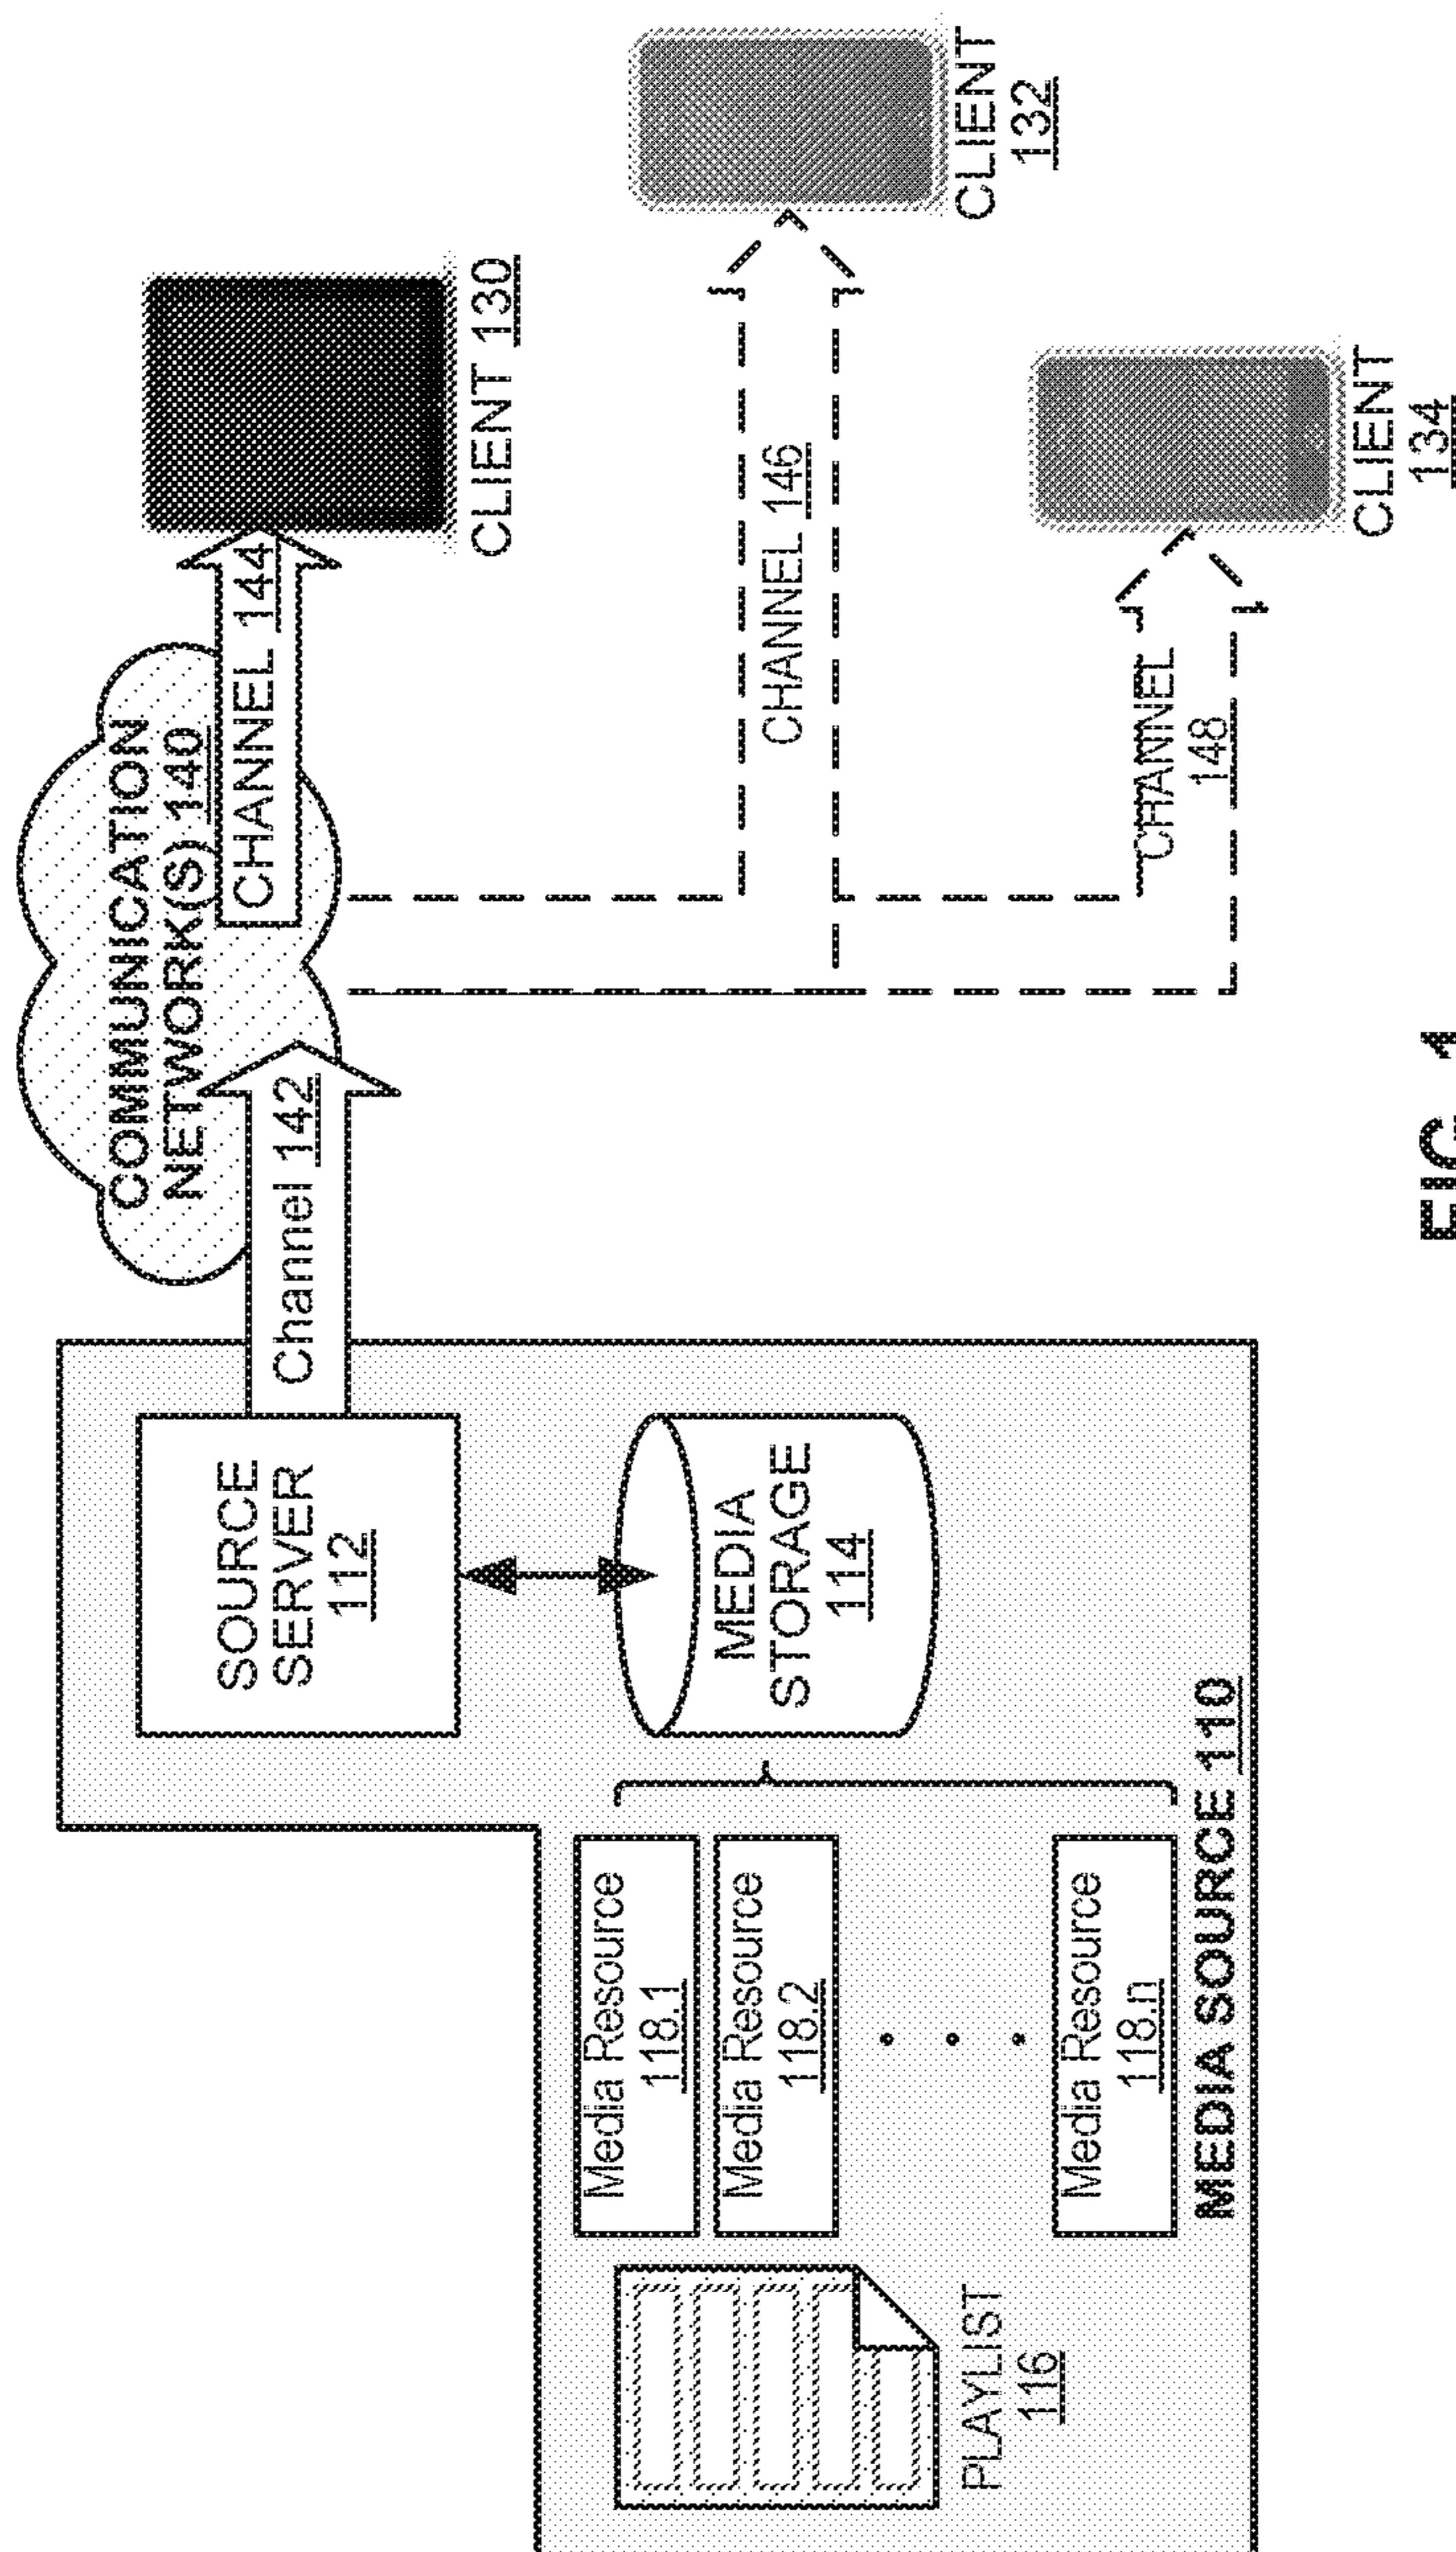 COMMUNICATION
NETWORK(S) 140
CHANNEL 144
CLIENT 130
Channel 142
SOURCE
SERVER
112
MEDIA
STORAGE
114
Media Resource
118.1
Media Resource
118.2
Media Resource
118.n
PLAYLIST
116
MEDIA SOURCE 110
CHANNEL 146
CLIENT
132
CHANNEL
148
CLIENT
134
FIG. 1